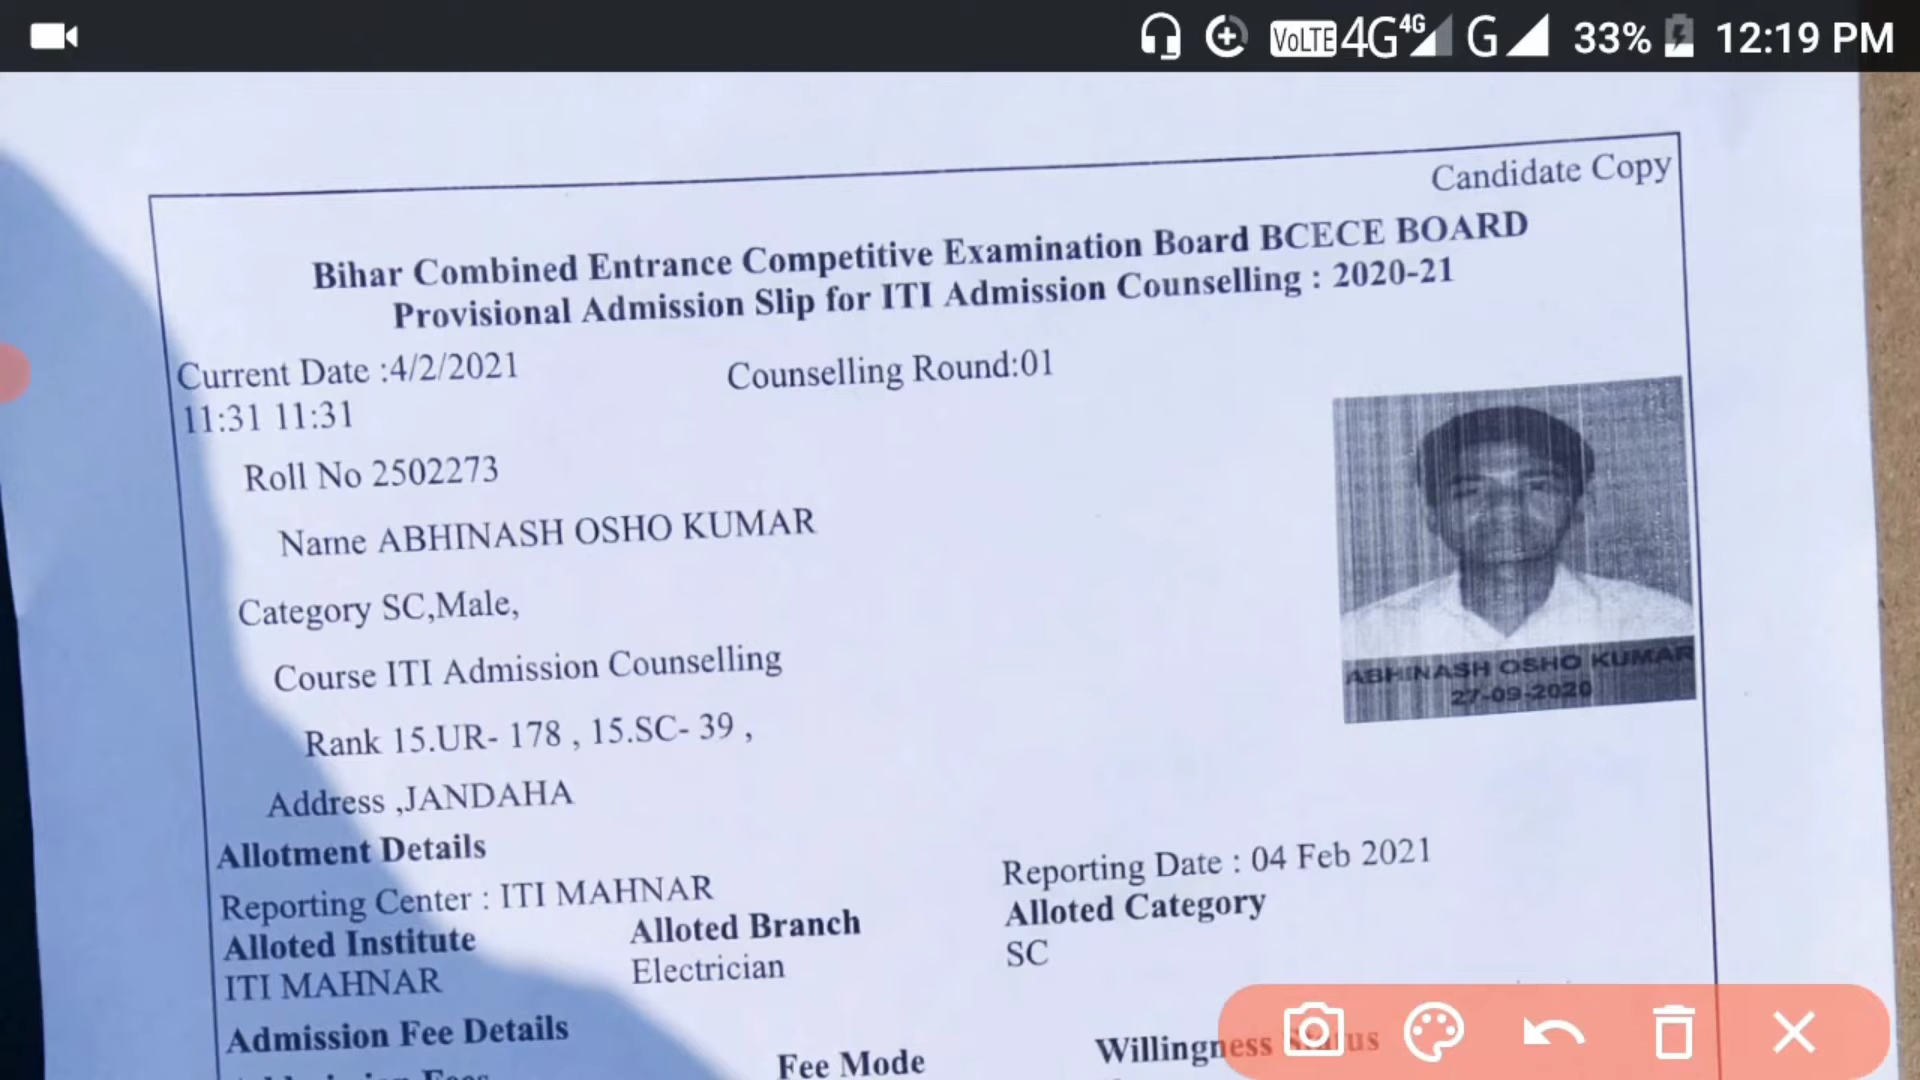 VoLTE 4G 4G G 33% 12:19 PM
Candidate Copy
Bihar Combined Entrance Competitive Examination Board BCECE BOARD
Provisional Admission Slip for ITI Admission Counselling : 2020-21
Current Date :4/2/2021
11:31 11:31
Counselling Round:01
Roll No 2502273
Name ABHINASH OSHO KUMAR
Category SC,Male,
Course ITI Admission Counselling
Rank 15.UR- 178 , 15.SC- 39 ,
Address ,JANDAHA
ABHINASH OSHO KUMAR
27-09-2020
Allotment Details
Reporting Center : ITI MAHNAR
Reporting Date : 04 Feb 2021
Alloted Institute
Alloted Branch
Alloted Category
ITI MAHNAR
Electrician
SC
Admission Fee Details
Fee Mode
Willingness Status